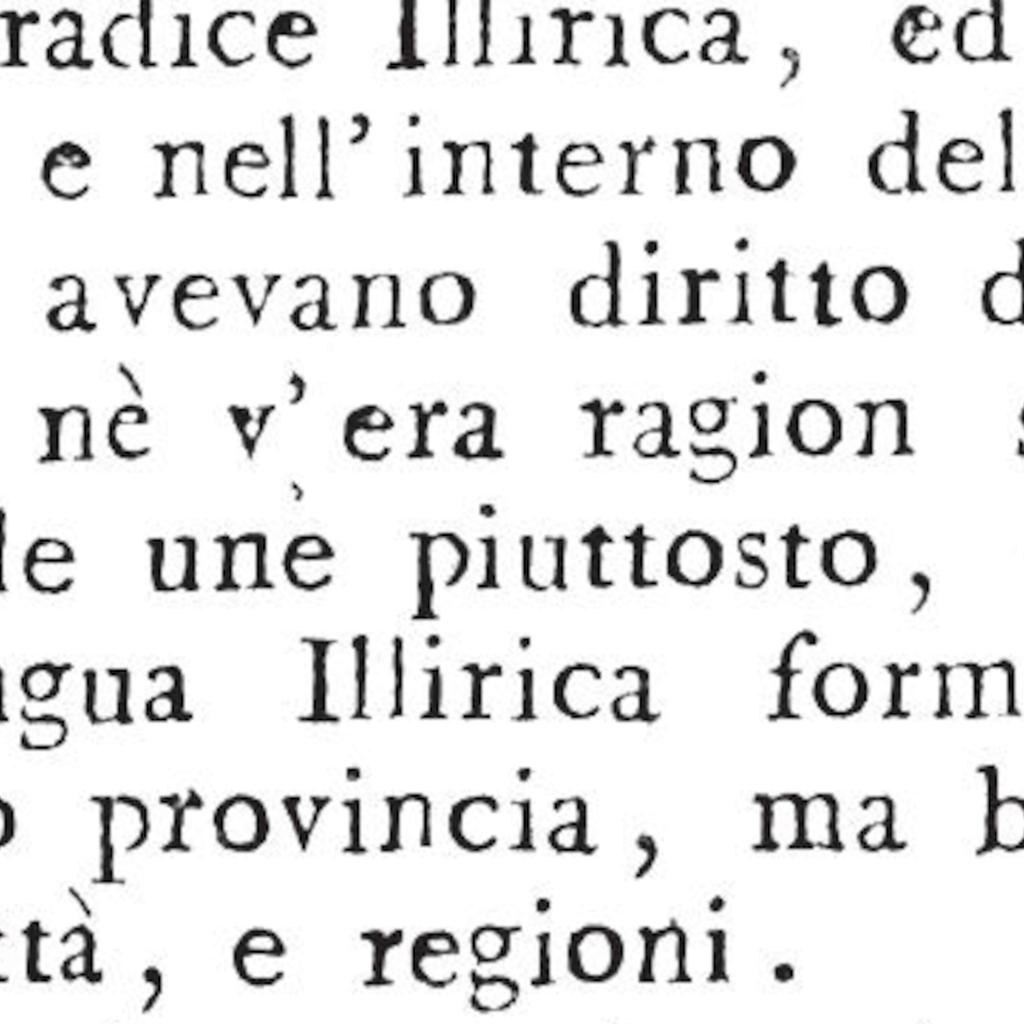 radice Illirica, ed
e nell' interno del
avevano diritto d
nè v' era ragion s
le une piuttosto,
gua Illirica form
o provincia, ma b
ttà, e regioni.